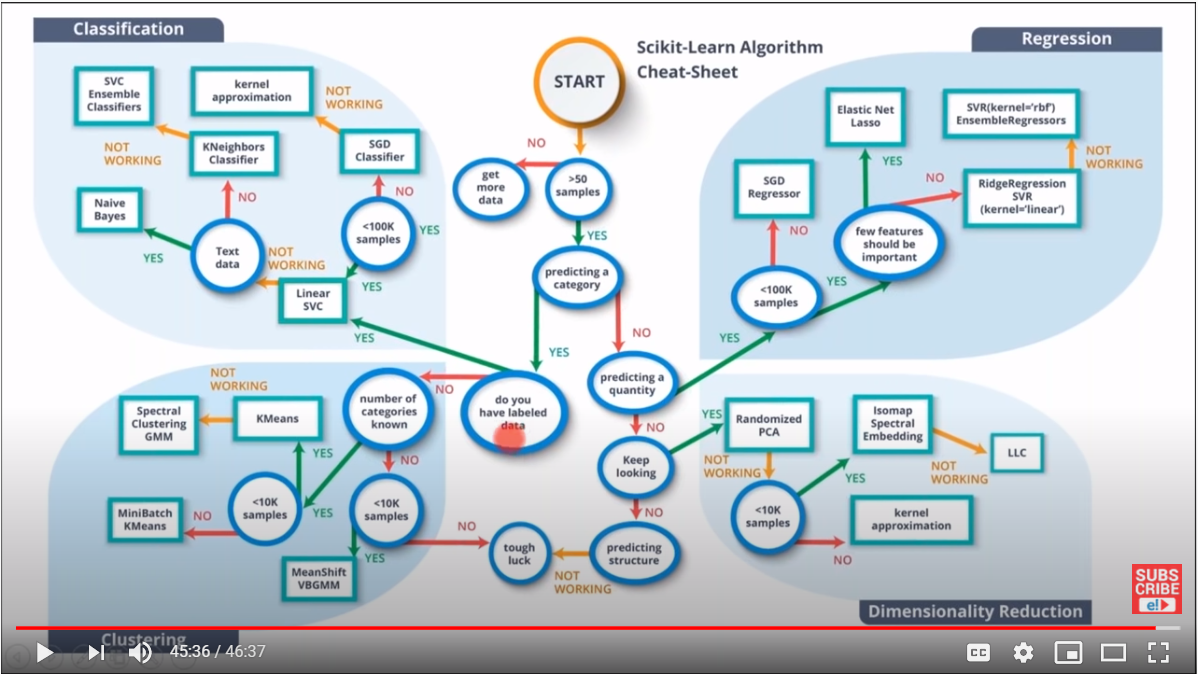 Classification
Regression
Scikit-Learn Algorithm
Cheat-Sheet
START
NO
>50
samples
get
more
data
YES
predicting a
category
YES
NO
do you
have labeled
data
predicting a
quantity
NO
YES
NO
YES
Keep
looking
YES
NO
predicting
structure
NOT
WORKING
tough
luck
SVC
Ensemble
Classifiers
kernel
approximation
NOT
WORKING
NOT
WORKING
KNeighbors
Classifier
SGD
Classifier
NO
NO
Naive
Bayes
YES
Text
data
<100K
samples
YES
NOT
WORKING
YES
Linear
SVC
YES
Elastic Net
Lasso
SVR(kernel='rbf')
EnsembleRegressors
YES
NOT
WORKING
SGD
Regressor
NO
RidgeRegression
SVR
(kernel='linear')
NO
few features
should be
important
<100K
samples
YES
NOT
WORKING
Spectral
Clustering
GMM
KMeans
number of
categories
known
YES
NO
<10K
samples
YES
<10K
samples
MiniBatch
KMeans
NO
NO
YES
MeanShift
VBGMM
Clustering
Randomized
PCA
Isomap
Spectral
Embedding
LLC
NOT
WORKING
NOT
WORKING
YES
<10K
samples
kernel
approximation
NO
Dimensionality Reduction
SUBS
CRIBE
e!
45:36 / 46:37
CC